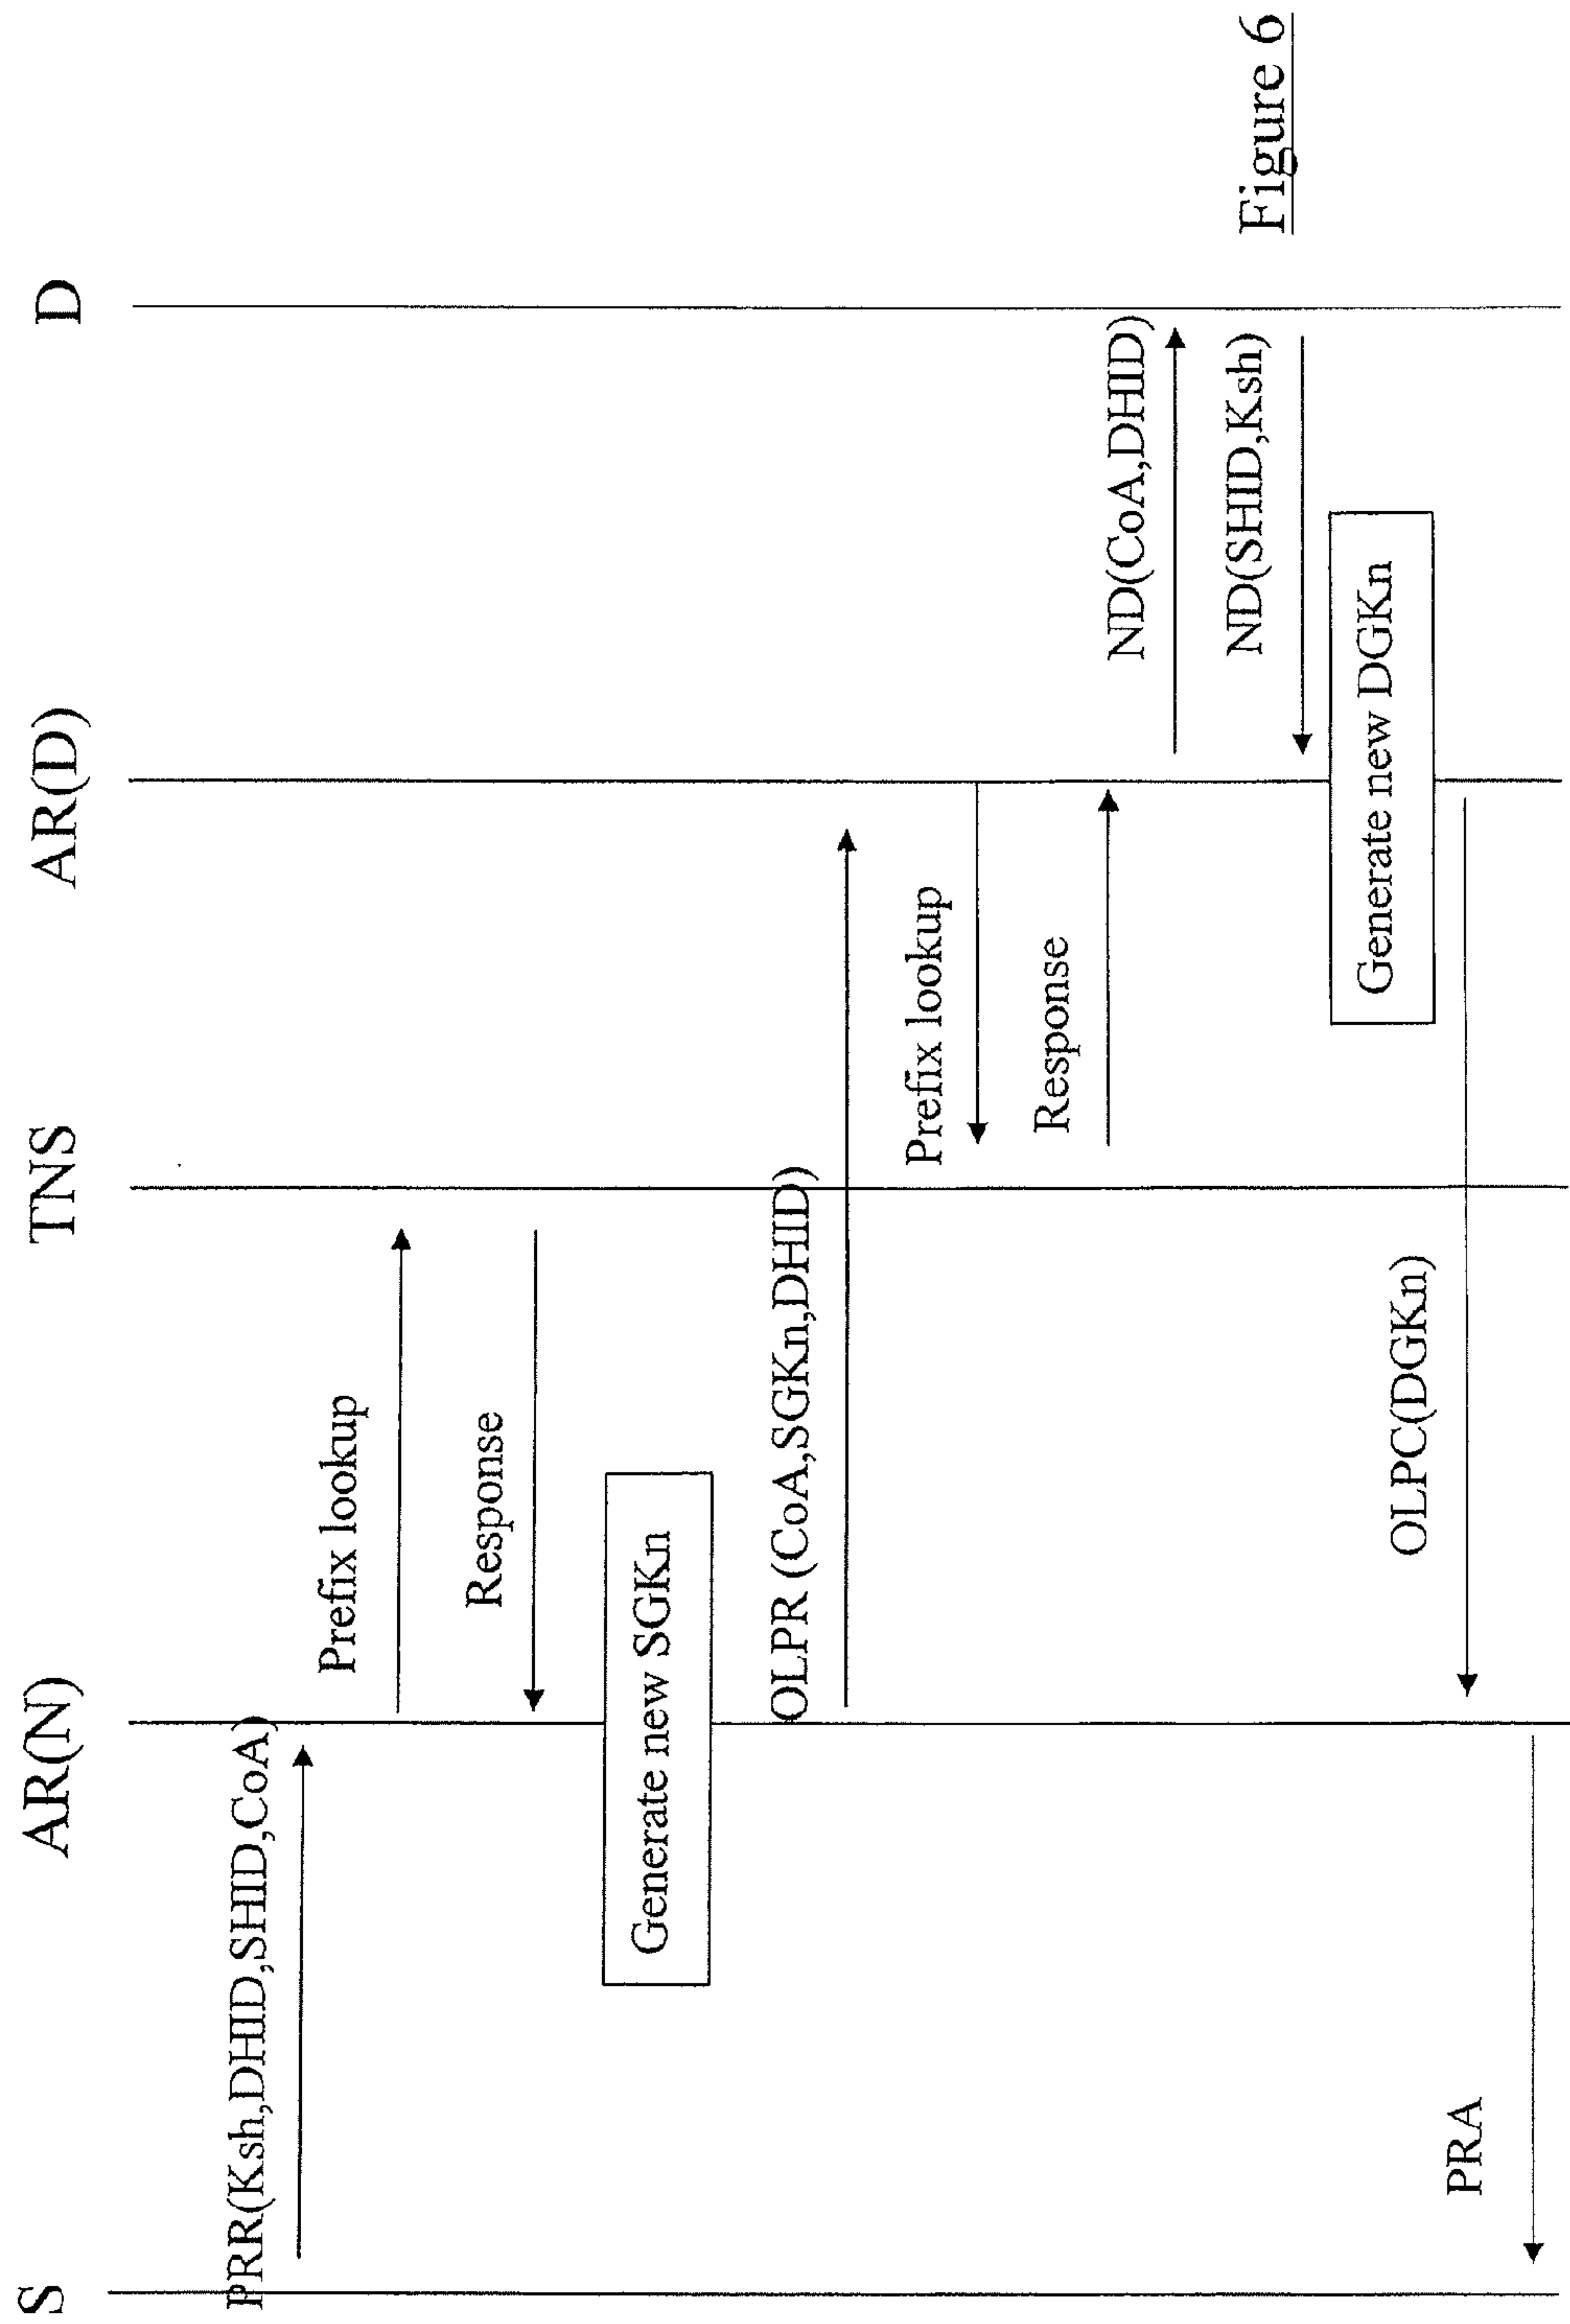 S
AR(N)
TNS
AR(D)
D
PRR(Ksh,DHID,SHID,CoA)
Prefix lookup
Response
Generate new SGKn
OLPR (CoA,SGKn,DHID)
Prefix lookup
Response
ND(CoA,DHID)
ND(SHID,Ksh)
Generate new DGKn
OLPC(DGKn)
PRA
Figure 6